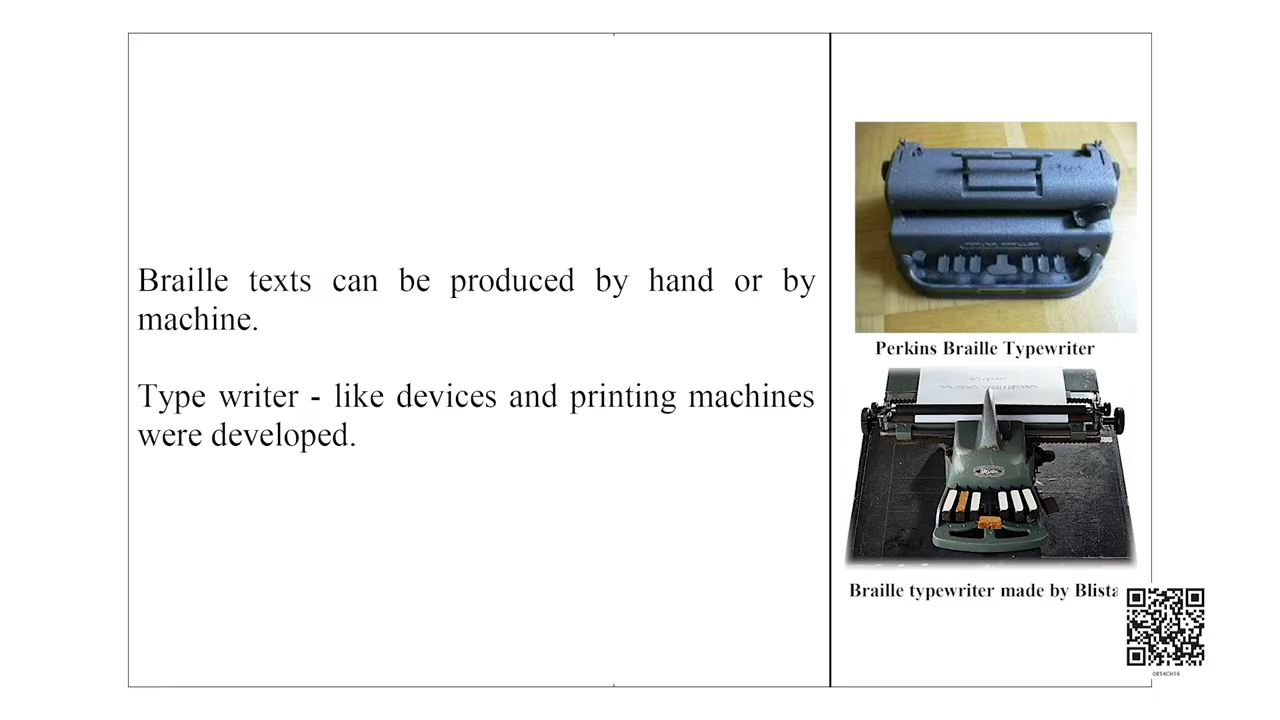 Braille texts can be produced by hand or by
machine.
Type writer - like devices and printing machines
were developed.
Perkins Braille Typewriter
Braille typewriter made by Blista
0854CH16